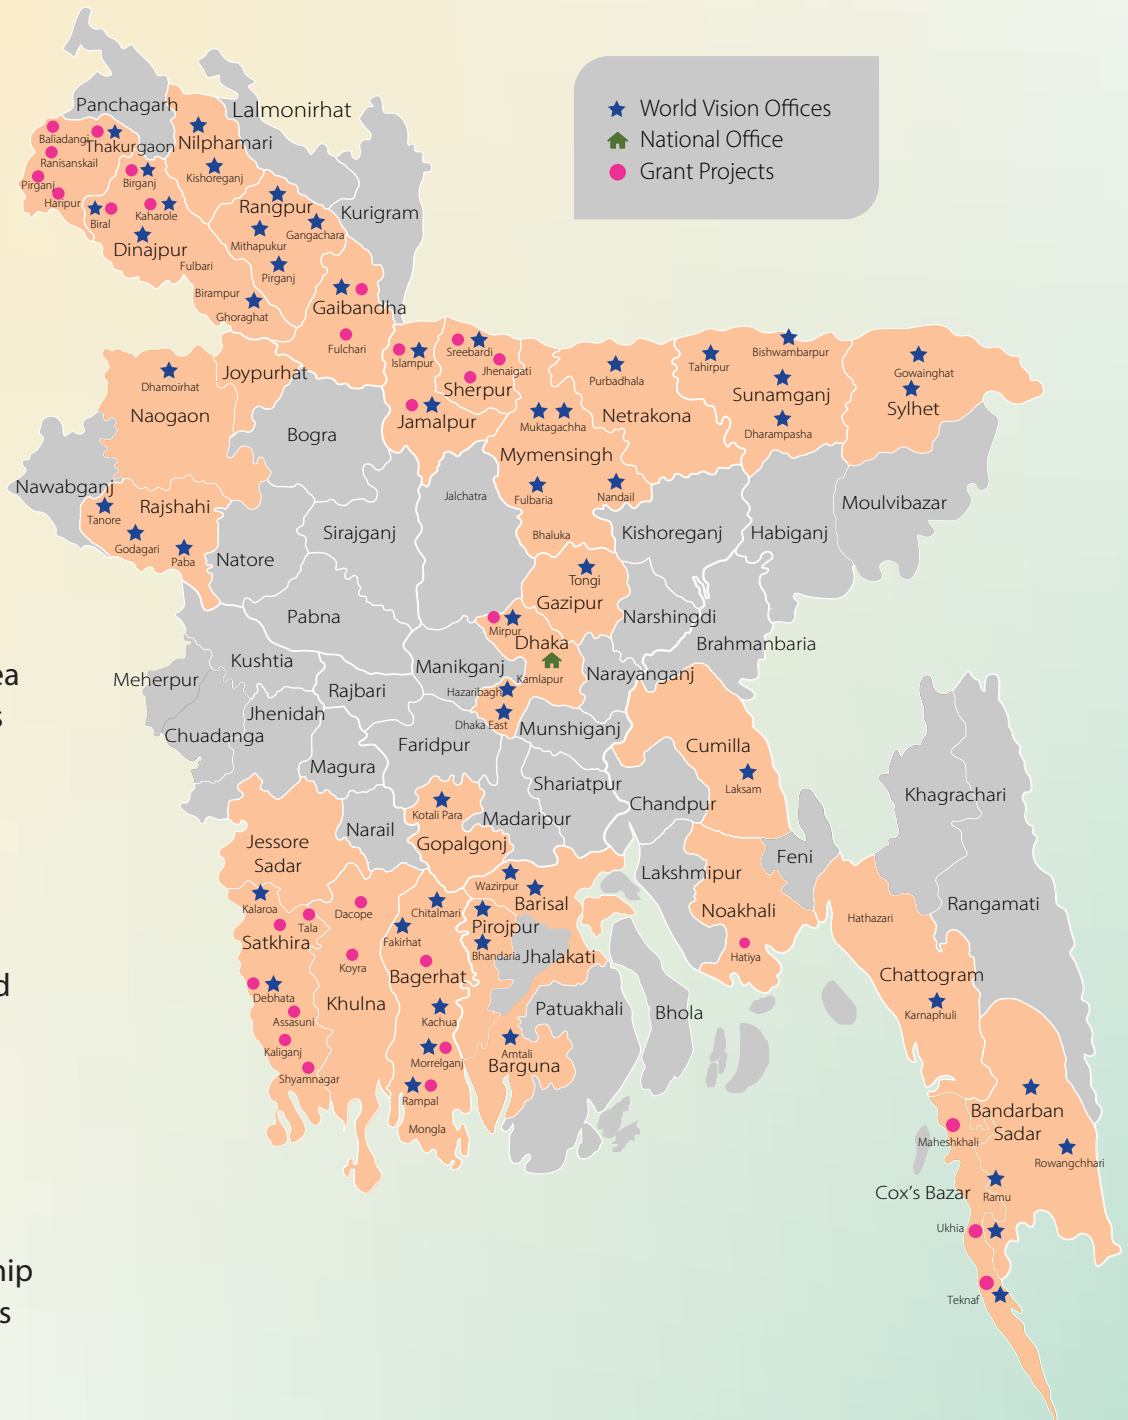 World Vision Offices
National Office
Grant Projects
Panchagarh
Lalmonirhat
Baliadangi
Thakurgaon
Nilphamari
Ranisanskail
Kishoreganj
Pirganj
Birganj
Haripur
Kaharole
Biral
Rangpur
Kurigram
Gangachara
Mithapukur
Dinajpur
Fulbari
Pirganj
Birampur
Ghoraghat
Gaibandha
Fulchari
Joypurhat
Dhamoirhat
Naogaon
Islampur
Sreebardi
Jhenaigati
Sherpur
Jamalpur
Purbadhala
Netrakona
Tahirpur
Bishwambarpur
Sunamganj
Dharampasha
Gowainghat
Sylhet
Bogra
Muktagachha
Mymensingh
Nawabganj
Rajshahi
Tanore
Godagari
Paba
Jalchatra
Fulbaria
Nandail
Bhaluka
Moulvibazar
Sirajganj
Natore
Kishoreganj
Habiganj
Tongi
Gazipur
Pabna
Mirpur
Dhaka
Narshingdi
Brahmanbaria
Kushtia
Meherpur
Manikganj
Kamlapur
Narayanganj
ea
Rajbari
Hazaribagh
Jhenidah
s
Dhaka East
Munshiganj
Chuadanga
Faridpur
Cumilla
Magura
Laksam
Shariatpur
Chandpur
Khagrachari
Kotali Para
Madaripur
Narail
Gopalgonj
Jessore
Sadar
Feni
Lakshmipur
Wazirpur
Barisal
Kalaroa
Tala
Dacope
Chitalmari
Pirojpur
Noakhali
Hathazari
Rangamati
Satkhira
Fakirhat
Bhandaria
Jhalakati
Hatiya
Koyra
Bagerhat
Chattogram
d
Debhata
Khulna
Patuakhali
Bhola
Karnaphuli
Assasuni
Kachua
Kaliganj
Amtali
Barguna
Morrelganj
Shyamnagar
Rampal
Mongla
Bandarban
Sadar
Maheshkhali
Rowangchhari
Cox's Bazar
Ramu
Ukhia
hip
Teknaf
s